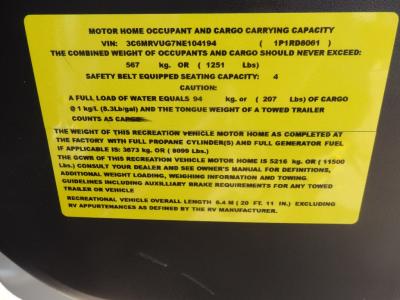 MOTOR HOME OCCUPANT AND CARGO CARRYING CAPACITY
VIN: 3C6MRVUG7NE104194 ( 1P1RD8061 )
THE COMBINED WEIGHT OF OCCUPANTS AND CARGO SHOULD NEVER EXCEED:
567 kg. OR ( 1251 Lbs)
SAFETY BELT EQUIPPED SEATING CAPACITY: 4
CAUTION:
A FULL LOAD OF WATER EQUALS 94 kg. or ( 207 Lbs) OF CARGO
@ 1 kg/L (8.3Lb/gal) AND THE TONGUE WEIGHT OF A TOWED TRAILER
COUNTS AS CARGO
THE WEIGHT OF THIS RECREATION VEHICLE MOTOR HOME AS COMPLETED AT
THE FACTORY WITH FULL PROPANE CYLINDER(S) AND FULL GENERATOR FUEL
IF APPLICABLE IS: 3673 kg. OR ( 8099 Lbs.)
THE GCWR OF THIS RECREATION VEHICLE MOTOR HOME IS 5216 kg. OR ( 11500
Lbs.) CONSULT YOUR DEALER AND SEE OWNER'S MANUAL FOR DEFINITIONS,
ADDITIONAL WEIGHT LOADING, WEIGHING INFORMATION AND TOWING
GUIDELINES INCLUDING AUXILLIARY BRAKE REQUIREMENTS FOR ANY TOWED
TRAILER OR VEHICLE
RECREATIONAL VEHICLE OVERALL LENGTH 6.4 M ( 20 FT. 11 IN.) EXCLUDING
RV APPURTENANCES AS DEFINED BY THE RV MANUFACTURER.